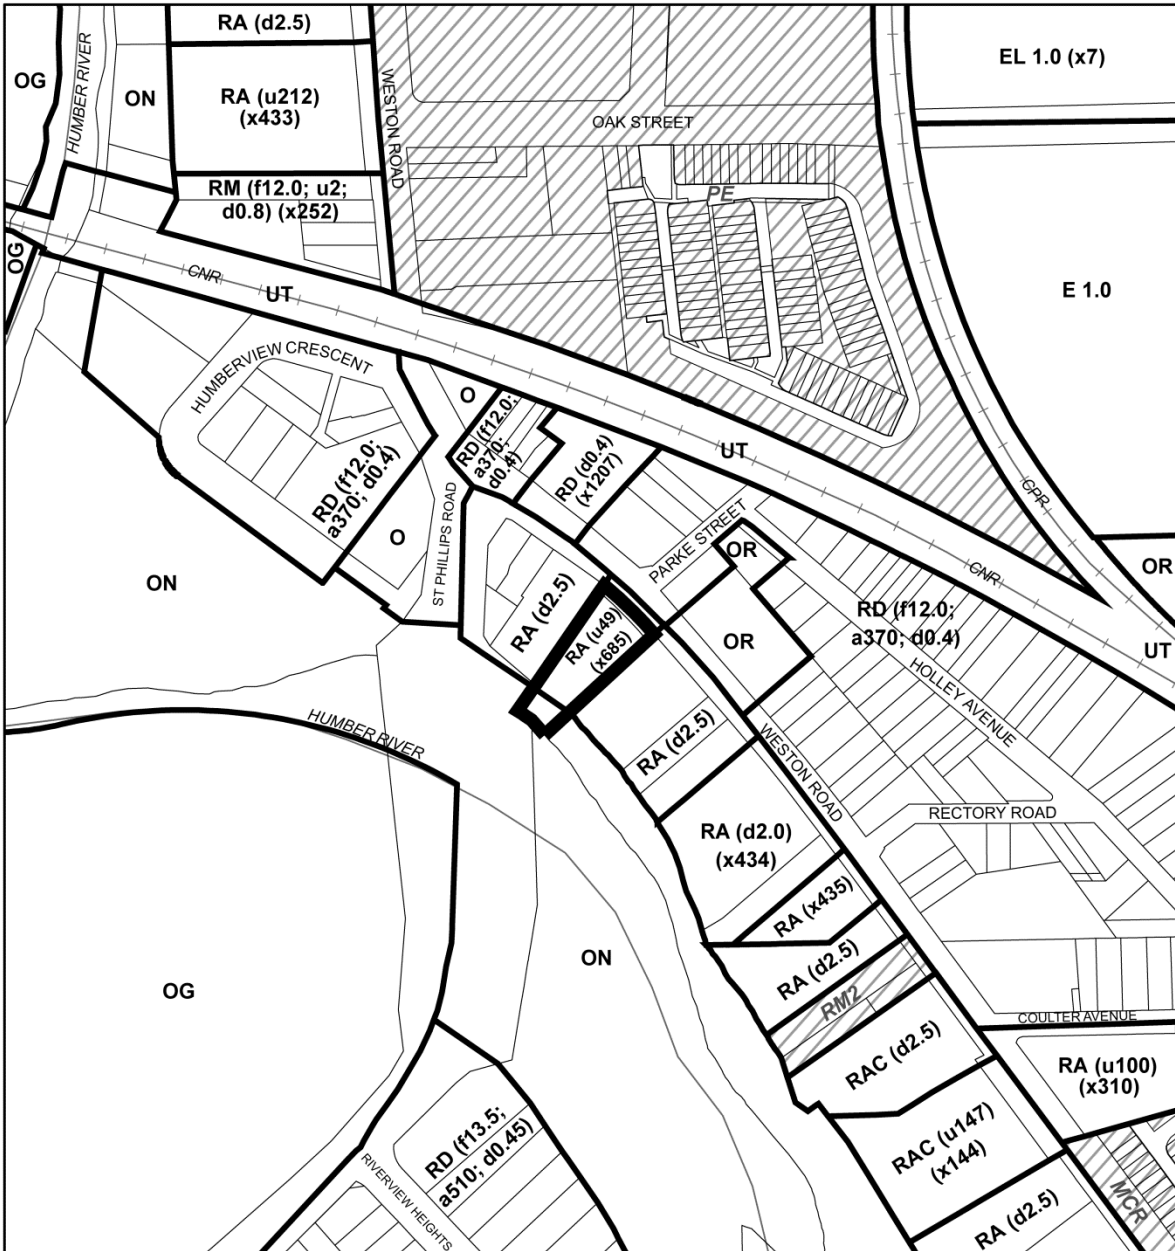 RA (d2.5)
OG
HUMBER RIVER
ON
RA (u212)
(x433)
WESTON ROAD
OAK STREET
EL 1.0 (x7)
RM (f12.0; u2;
d0.8) (x252)
PE
OG
CNR
UT
E 1.0
HUMBERVIEW CRESCENT
O
RD (f12.0;
a370;
d0.4)
RD (d0.4)
(x1207)
UT
RD (f12.0;
a370; d0.4)
O
ST PHILLIPS ROAD
CPR
PARKE STREET
OR
CNR
OR
ON
RA (d2.5)
RA (u49)
(x685)
RD (f12.0;
a370; d0.4)
OR
UT
HOLLEY AVENUE
HUMBER RIVER
RA (d2.5)
WESTON ROAD
RECTORY ROAD
RA (d2.0)
(x434)
RA (x435)
ON
RA (d2.5)
OG
RM2
COULTER AVENUE
RAC (d2.5)
RA (u100)
(x310)
RD (f13.5;
a510; d0.45)
RAC (u147)
(x144)
RIVERVIEW HEIGHTS
MCR
RA (d2.5)